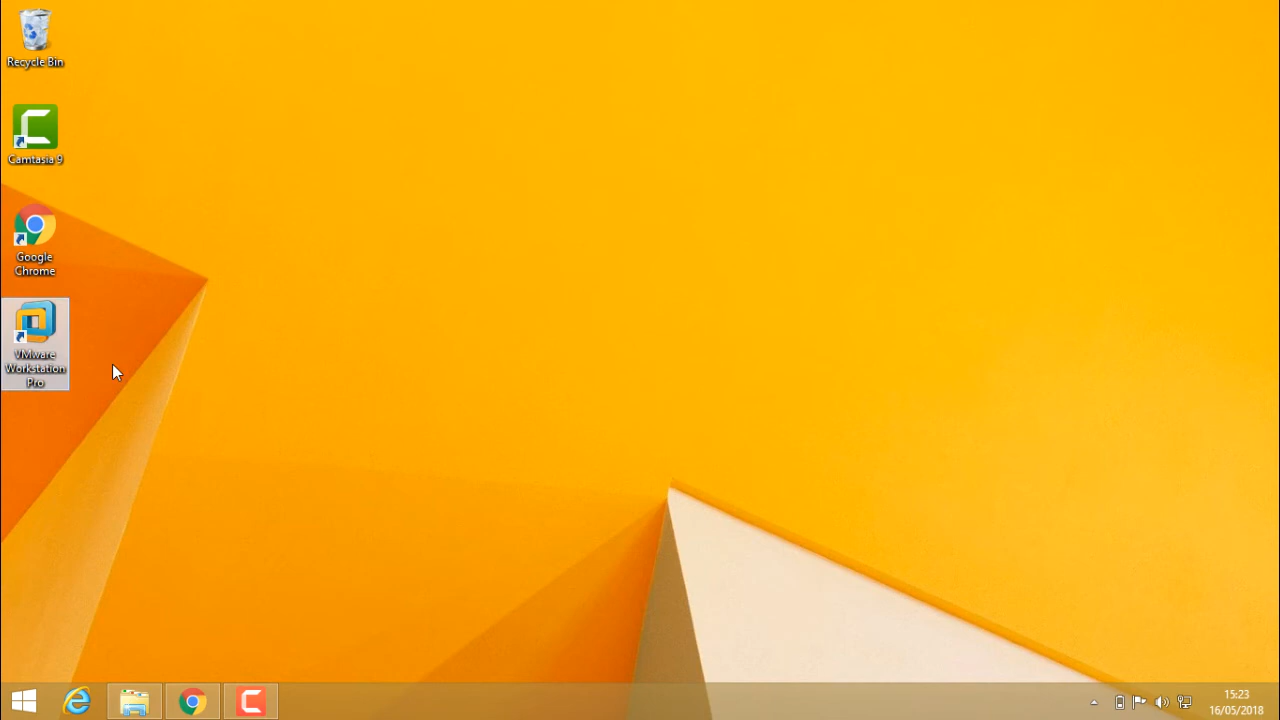 Recycle Bin
Camtasia 9
Google
Chrome
VMware
Workstation
Pro
15:23
16/05/2018